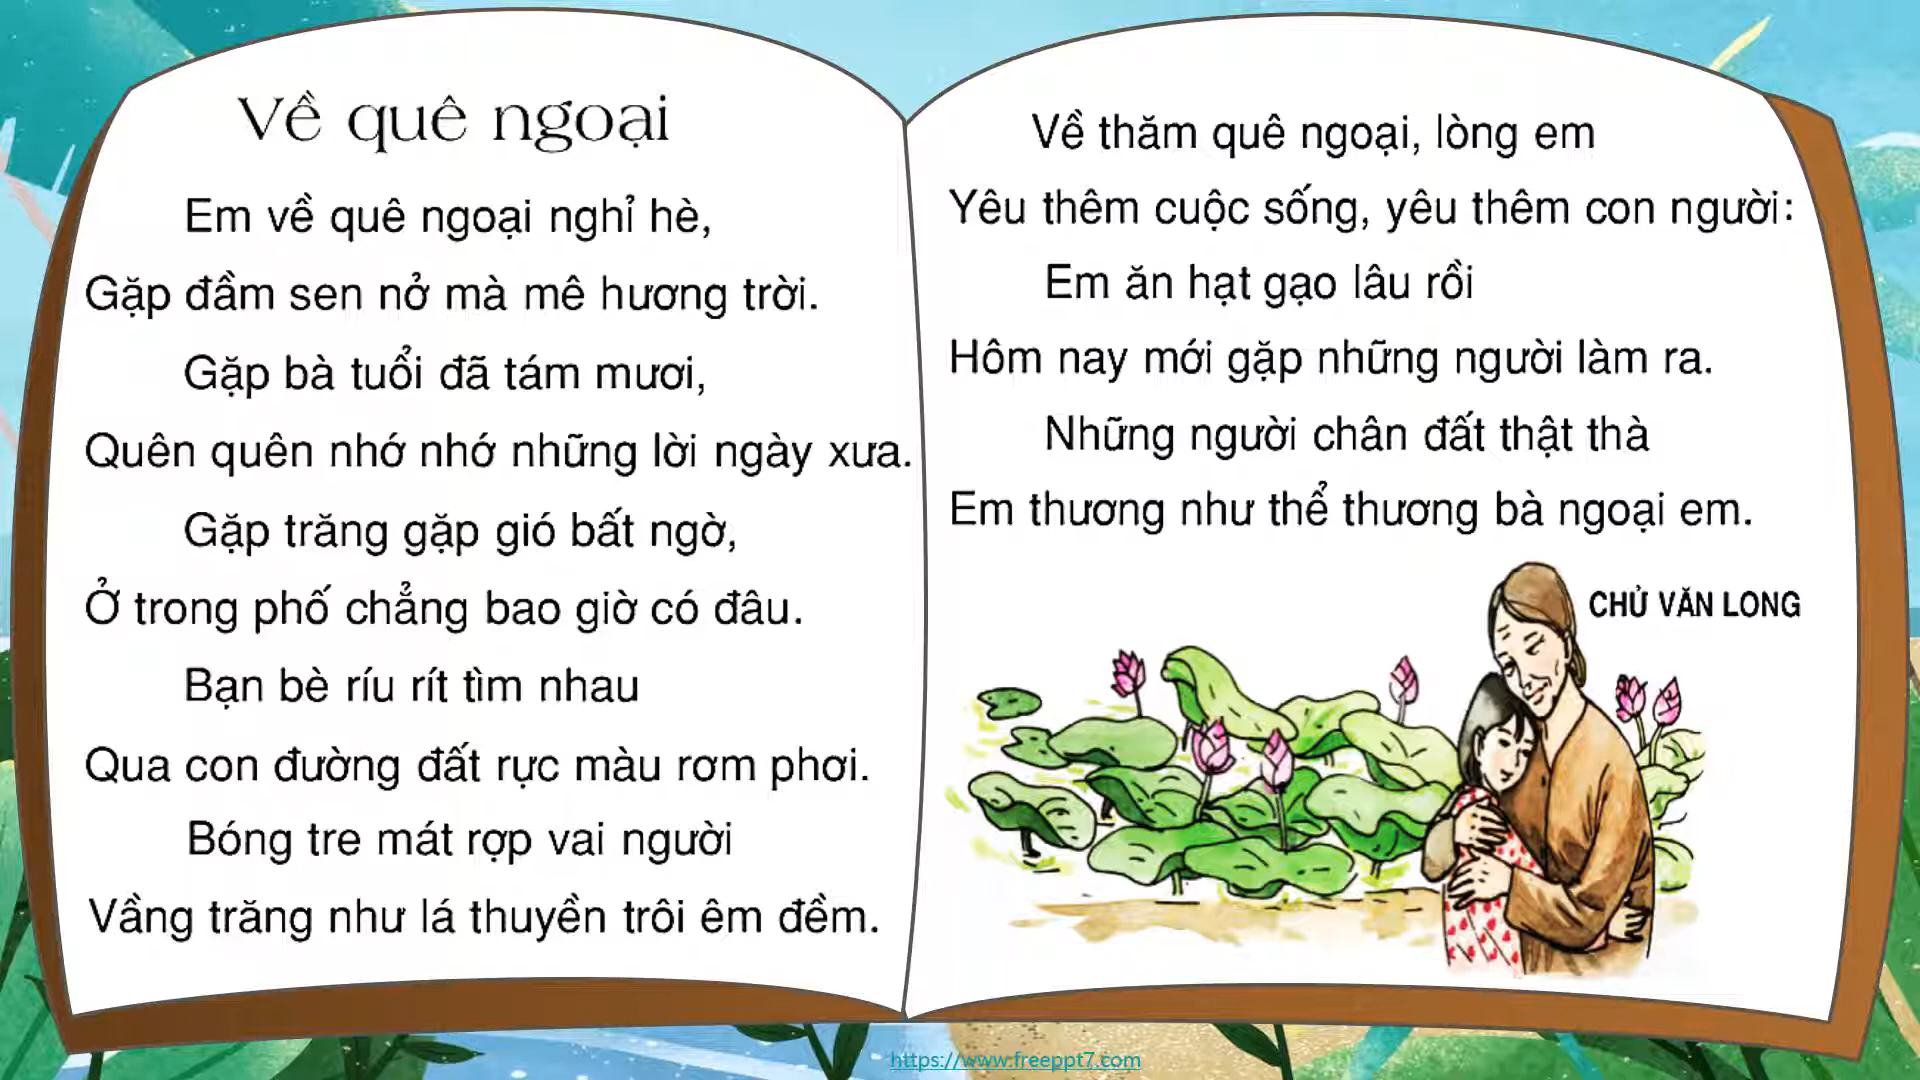 Về quê ngoại
Em về quê ngoại nghỉ hè,
Gặp đầm sen nở mà mê hương trời.
Gặp bà tuổi đã tám mươi,
Quên quên nhớ nhớ những lời ngày xưa.
Gặp trăng gặp gió bất ngờ,
Ở trong phố chẳng bao giờ có đâu.
Bạn bè ríu rít tìm nhau
Qua con đường đất rực màu rơm phơi.
Bóng tre mát rợp vai người
Vầng trăng như lá thuyền trôi êm đềm.
Về thăm quê ngoại, lòng em
Yêu thêm cuộc sống, yêu thêm con người:
Em ăn hạt gạo lâu rồi
Hôm nay mới gặp những người làm ra.
Những người chân đất thật thà
Em thương như thể thương bà ngoại em.
CHỬ VĂN LONG
https://www.freeppt7.com